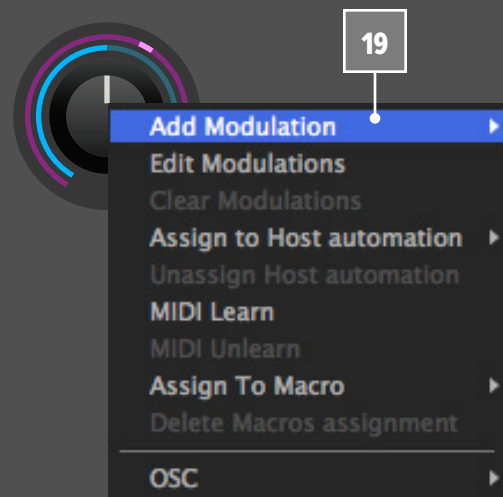 19
Add Modulation
Edit Modulations
Clear Modulations
Assign to Host automation
Unassign Host automation
MIDI Learn
MIDI Unlearn
Assign To Macro
Delete Macros assignment
OSC